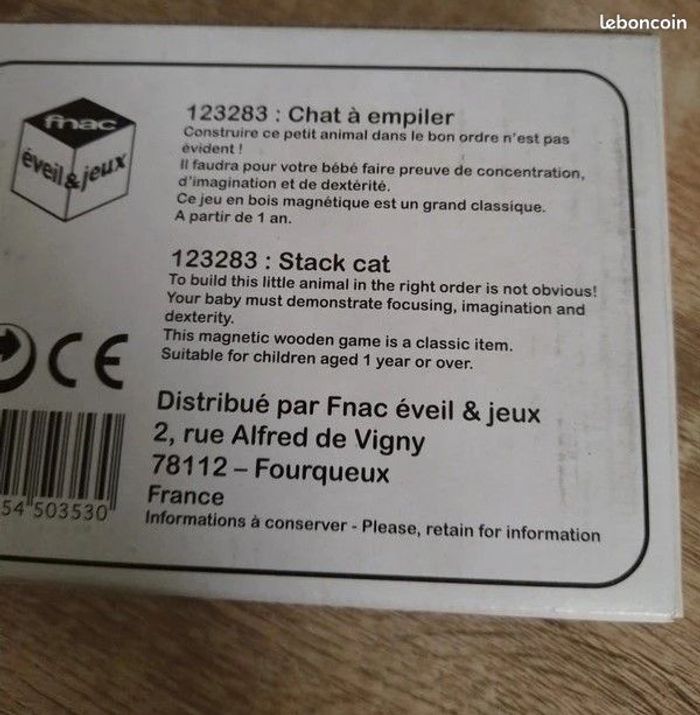 leboncoin
fnac
éveil & jeux
123283 : Chat à empiler
Construire ce petit animal dans le bon ordre n'est pas
évident !
Il faudra pour votre bébé faire preuve de concentration,
d'imagination et de dextérité.
Ce jeu en bois magnétique est un grand classique.
A partir de 1 an.
123283 : Stack cat
To build this little animal in the right order is not obvious!
Your baby must demonstrate focusing, imagination and
dexterity.
This magnetic wooden game is a classic item.
Suitable for children aged 1 year or over.
CE
Distribué par Fnac éveil & jeux
2, rue Alfred de Vigny
78112 – Fourqueux
France
54 503530
Informations à conserver - Please, retain for information